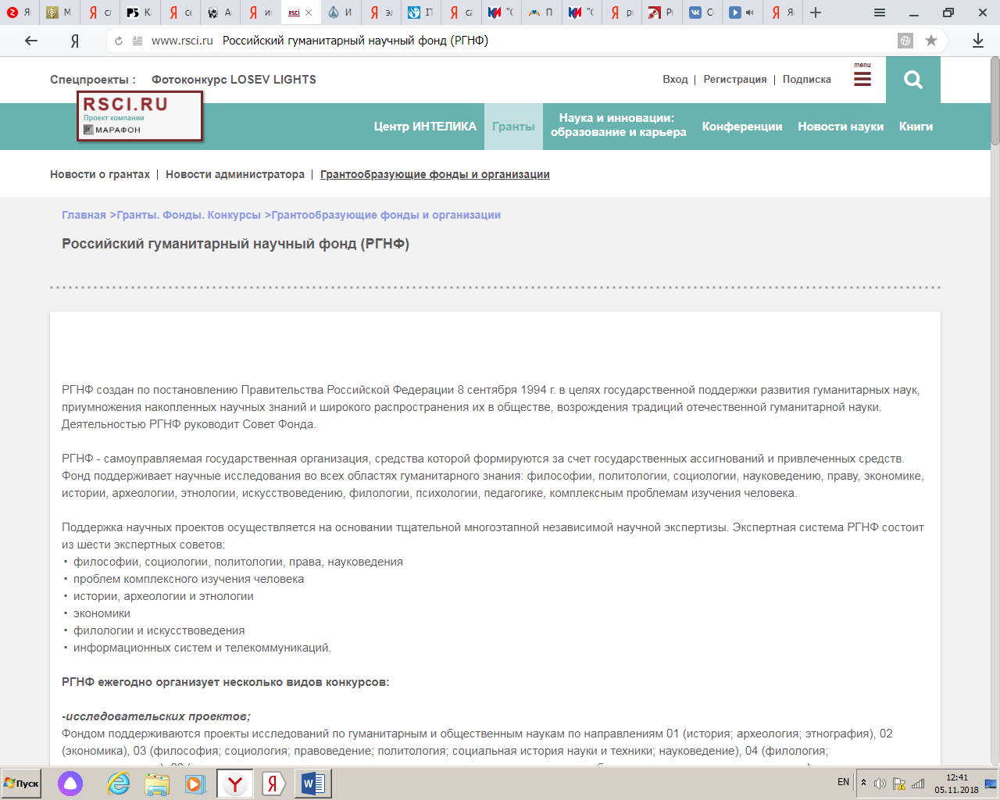 Я
М
сл
К
се
А
и
rsci
И
эл
IT
са
"С
П
"С
рг
Рг
С
Я
Я
www.rsci.ru Российский гуманитарный научный фонд (РГНФ)
Спецпроекты : Фотоконкурс LOSEV LIGHTS
Вход | Регистрация | Подписка
menu
RSCI.RU
Проект компании
МАРАФОН
Центр ИНТЕЛИКА
Гранты
Наука и инновации:
образование и карьера
Конференции
Новости науки
Книги
Новости о грантах | Новости администратора | Грантообразующие фонды и организации
Главная >Гранты. Фонды. Конкурсы >Грантообразующие фонды и организации
Российский гуманитарный научный фонд (РГНФ)
РГНФ создан по постановлению Правительства Российской Федерации 8 сентября 1994 г. в целях государственной поддержки развития гуманитарных наук,
приумножения накопленных научных знаний и широкого распространения их в обществе, возрождения традиций отечественной гуманитарной науки.
Деятельностью РГНФ руководит Совет Фонда.
РГНФ - самоуправляемая государственная организация, средства которой формируются за счет государственных ассигнований и привлеченных средств.
Фонд поддерживает научные исследования во всех областях гуманитарного знания: философии, политологии, социологии, науковедению, праву, экономике,
истории, археологии, этнологии, искусствоведению, филологии, психологии, педагогике, комплексным проблемам изучения человека.
Поддержка научных проектов осуществляется на основании тщательной многоэтапной независимой научной экспертизы. Экспертная система РГНФ состоит
из шести экспертных советов:
• философии, социологии, политологии, права, науковедения
• проблем комплексного изучения человека
• истории, археологии и этнологии
• экономики
• филологии и искусствоведения
• информационных систем и телекоммуникаций.
РГНФ ежегодно организует несколько видов конкурсов:
-исследовательских проектов;
Фондом поддерживаются проекты исследований по гуманитарным и общественным наукам по направлениям 01 (история; археология; этнография), 02
(экономика), 03 (философия; социология; правоведение; политология; социальная история науки и техники; науковедение), 04 (филология;
Пуск
EN
12:41
05.11.2018